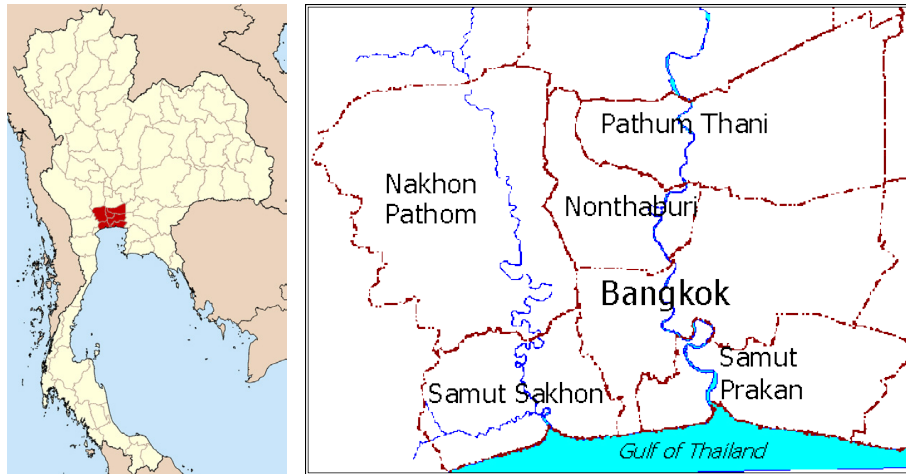 Pathum Thani
Nakhon
Pathom
Nonthaburi
Bangkok
Samut
Prakan
Samut Sakhon
Gulf of Thailand